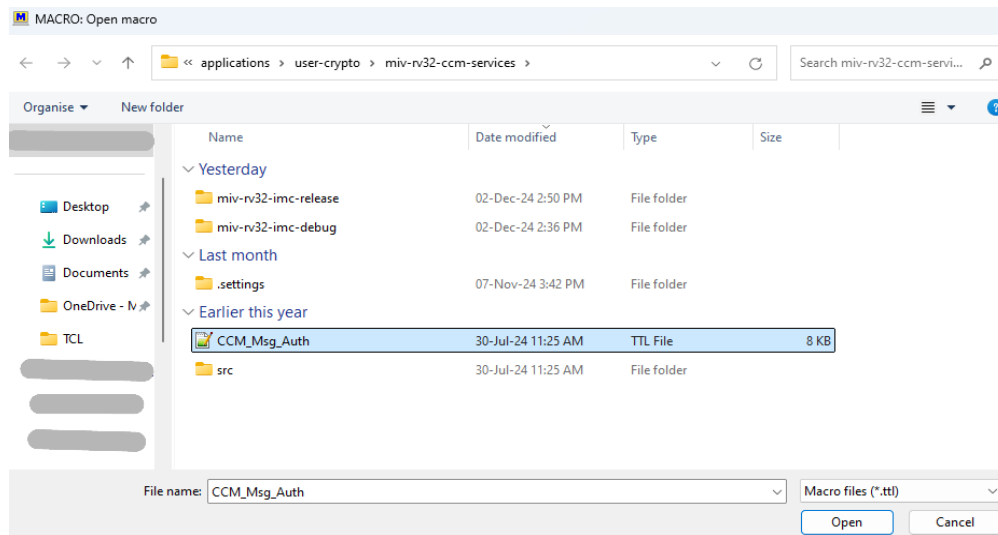 MACRO: Open macro
« applications > user-crypto > miv-rv32-ccm-services >
Search miv-rv32-ccm-servi...
Organise
New folder
Name Date modified Type Size
Yesterday
miv-rv32-imc-release 02-Dec-24 2:50 PM File folder
miv-rv32-imc-debug 02-Dec-24 2:36 PM File folder
Last month
.settings 07-Nov-24 3:42 PM File folder
Earlier this year
CCM_Msg_Auth 30-Jul-24 11:25 AM TTL File 8 KB
src 30-Jul-24 11:25 AM File folder
Desktop
Downloads
Documents
OneDrive - M
TCL
File name: CCM_Msg_Auth
Macro files (*.ttl)
Open Cancel